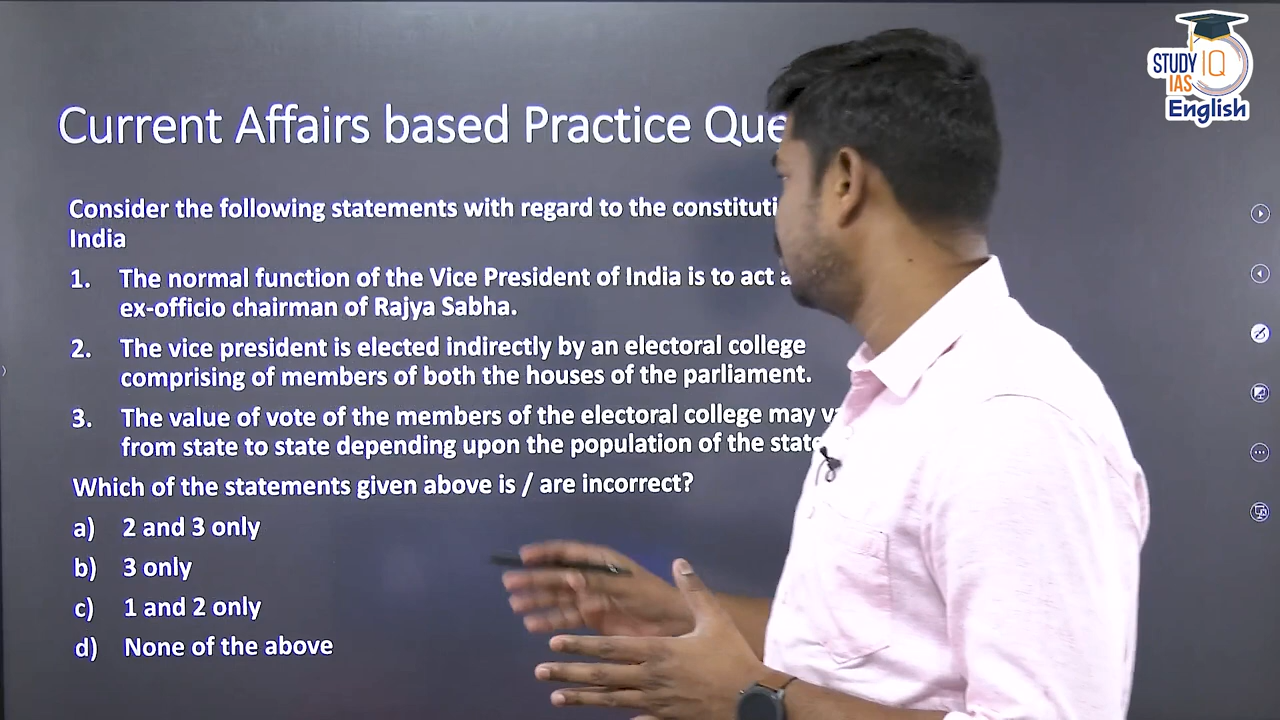 STUDY IQ
IAS
English
Current Affairs based Practice
Consider the following statements with regard to the
India
1. The normal function of the Vice President of India is to act
ex-officio chairman of Rajya Sabha.
2. The vice president is elected indirectly by an electoral college
comprising of members of both the houses of the parliament.
3. The value of vote of the members of the electoral college may
from state to state depending upon the population of the
Which of the statements given above is / are incorrect?
a) 2 and 3 only
b) 3 only
c) 1 and 2 only
d) None of the above